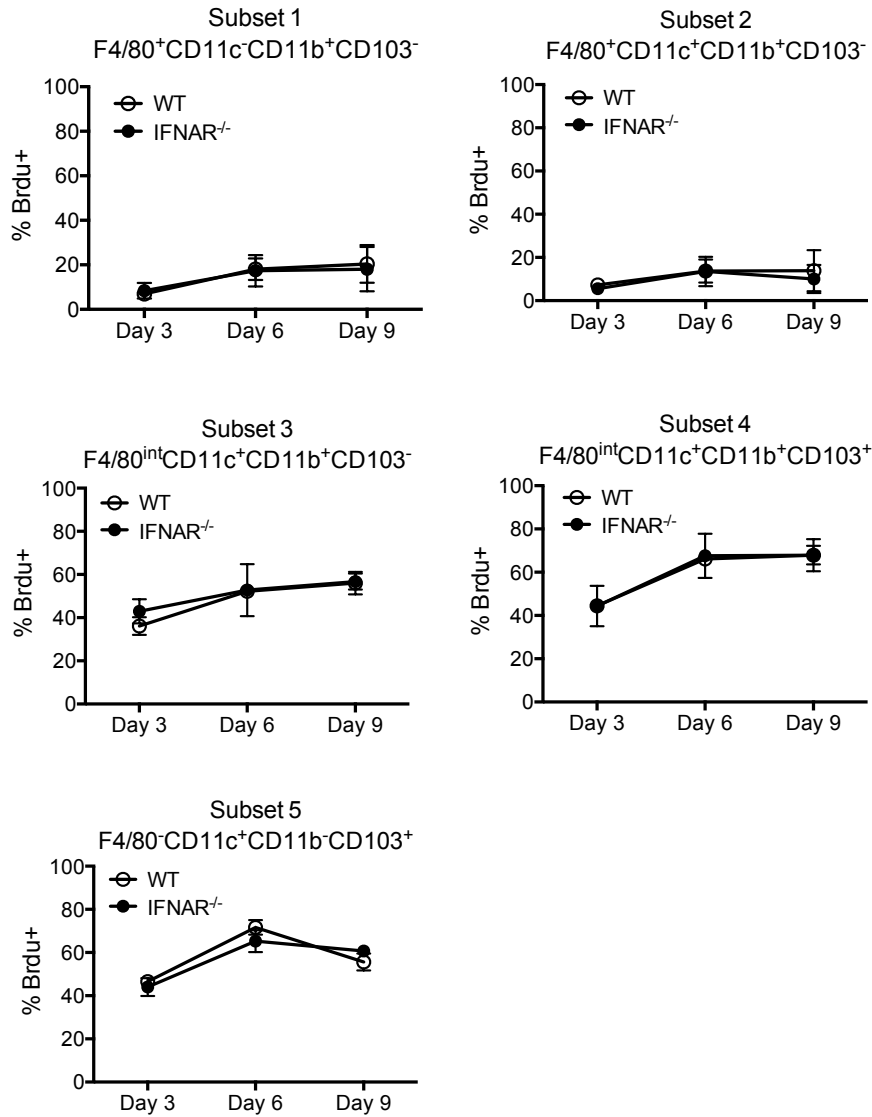 Subset 1
F4/80⁺CD11c⁻CD11b⁺CD103⁻
WT
IFNAR⁻/⁻
% Brdu+
100
80
60
40
20
0
Day 3 Day 6 Day 9
Subset 2
F4/80⁺CD11c⁺CD11b⁺CD103⁻
WT
IFNAR⁻/⁻
% Brdu+
100
80
60
40
20
0
Day 3 Day 6 Day 9
Subset 3
F4/80ⁱⁿᵗCD11c⁺CD11b⁺CD103⁻
WT
IFNAR⁻/⁻
% Brdu+
100
80
60
40
20
0
Day 3 Day 6 Day 9
Subset 4
F4/80ⁱⁿᵗCD11c⁺CD11b⁺CD103⁺
WT
IFNAR⁻/⁻
% Brdu+
100
80
60
40
20
0
Day 3 Day 6 Day 9
Subset 5
F4/80⁻CD11c⁺CD11b⁻CD103⁺
WT
IFNAR⁻/⁻
% Brdu+
100
80
60
40
20
0
Day 3 Day 6 Day 9